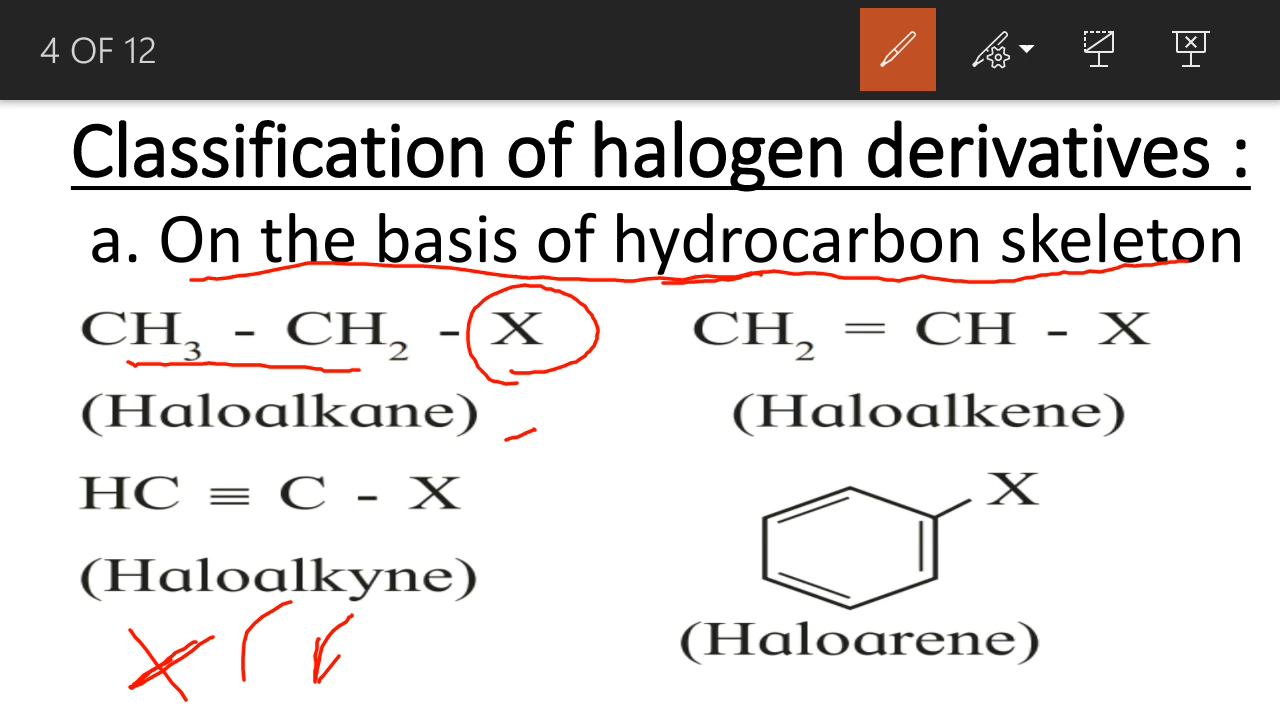 4 OF 12
Classification of halogen derivatives :
a. On the basis of hydrocarbon skeleton
CH₃ - CH₂ - X
CH₂ = CH - X
(Haloalkane)
(Haloalkene)
HC ≡ C - X
X
(Haloalkyne)
(Haloarene)